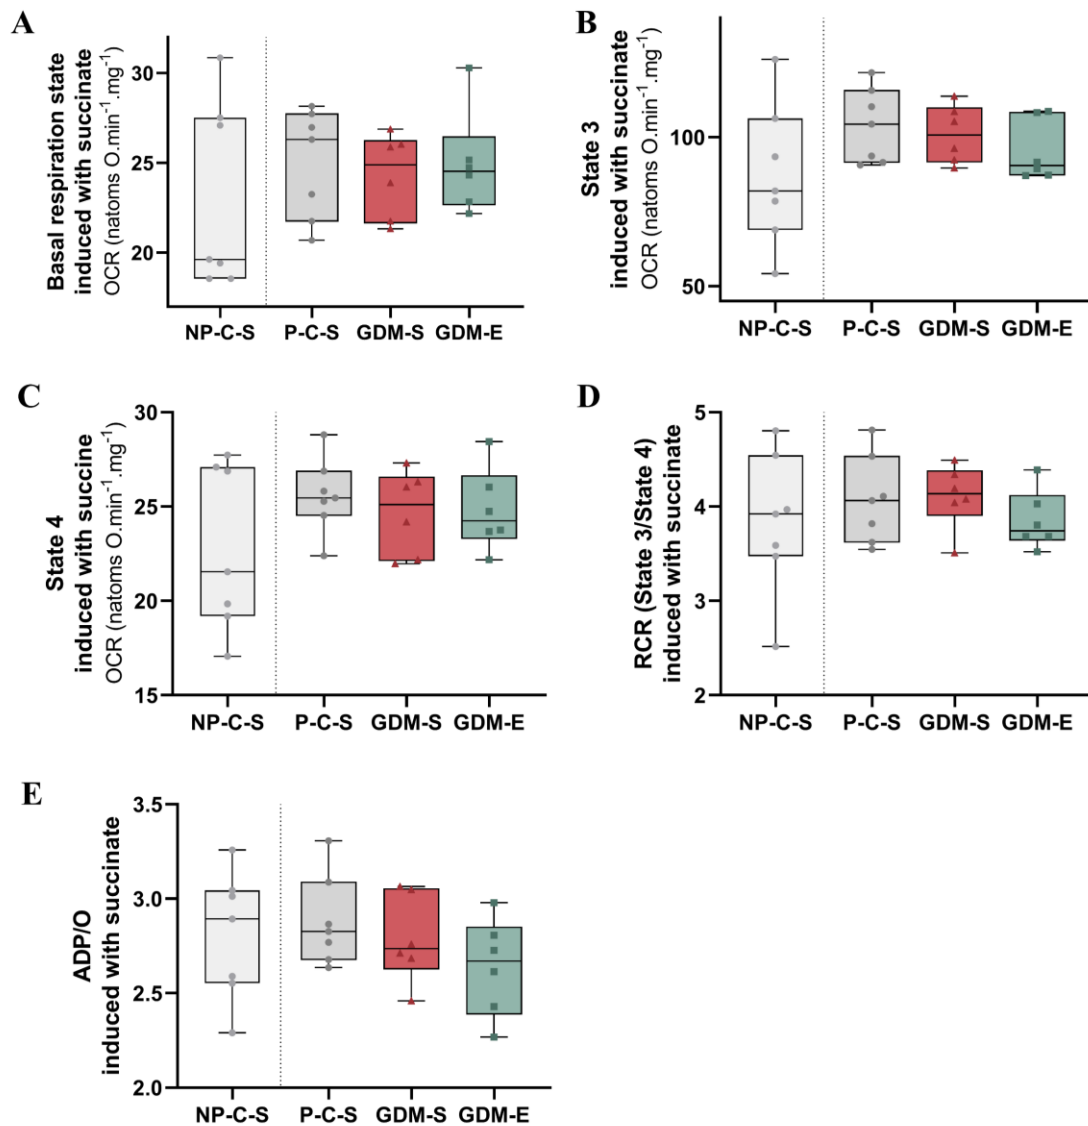 A
Basal respiration state
induced with succinate
OCR (natoms O.min⁻¹.mg⁻¹)
30
25
20
NP-C-S P-C-S GDM-S GDM-E
B
State 3
induced with succinate
OCR (natoms O.min⁻¹.mg⁻¹)
100
50
NP-C-S P-C-S GDM-S GDM-E
C
State 4
induced with succine
OCR (natoms O.min⁻¹.mg⁻¹)
30
25
20
15
NP-C-S P-C-S GDM-S GDM-E
D
RCR (State 3/State 4)
induced with succinate
5
4
3
2
NP-C-S P-C-S GDM-S GDM-E
E
ADP/O
induced with succinate
3.5
3.0
2.5
2.0
NP-C-S P-C-S GDM-S GDM-E